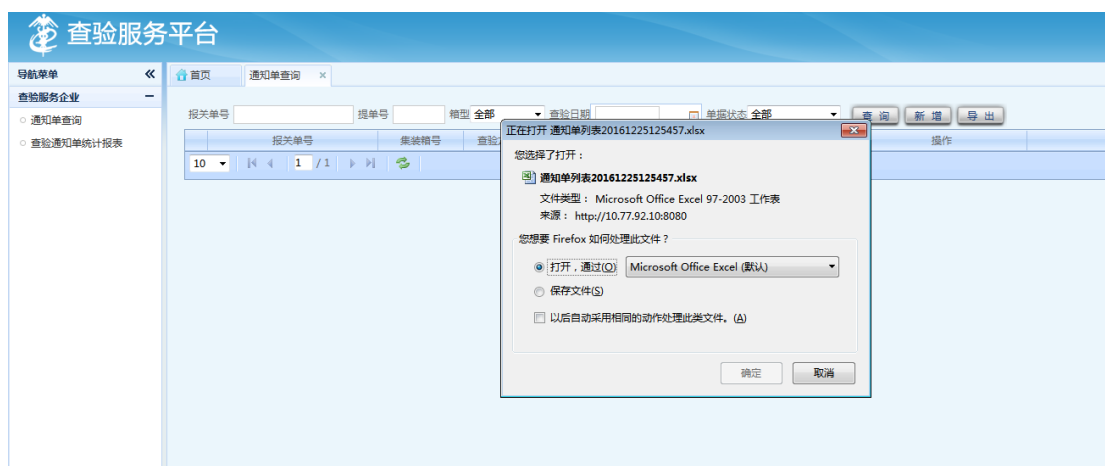 查验服务平台
导航菜单
首页 通知单查询
查验服务企业
通知单查询
查验通知单统计报表
报关单号 提单号 箱型 全部 查验日期 单据状态 全部 查 询 新 增 导 出
报关单号 集装箱号 查验 操作
10 1 / 1
正在打开 通知单列表20161225125457.xlsx
您选择了打开：
通知单列表20161225125457.xlsx
文件类型： Microsoft Office Excel 97-2003 工作表
来源： http://10.77.92.10:8080
您想要 Firefox 如何处理此文件？
打开，通过(O) Microsoft Office Excel (默认)
保存文件(S)
以后自动采用相同的动作处理此类文件。(A)
确定 取消